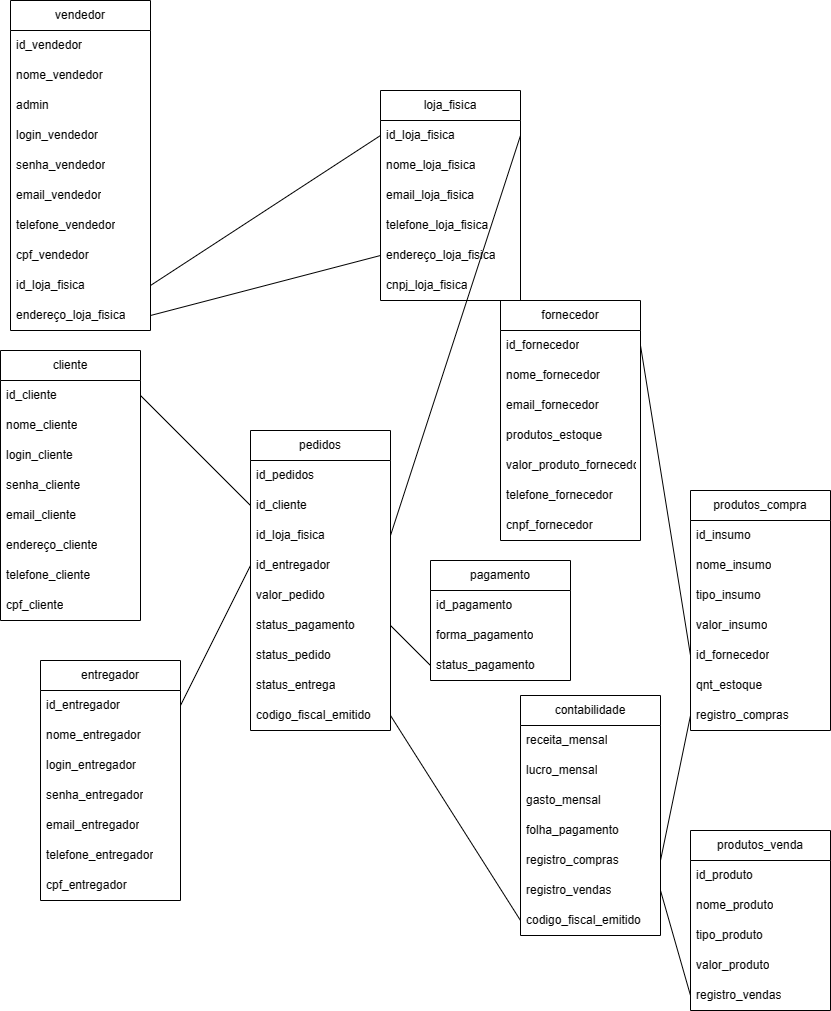 vendedor
id_vendedor
nome_vendedor
admin
login_vendedor
senha_vendedor
email_vendedor
telefone_vendedor
cpf_vendedor
id_loja_fisica
endereço_loja_fisica
loja_fisica
id_loja_fisica
nome_loja_fisica
email_loja_fisica
telefone_loja_fisica
endereço_loja_fisica
cnpj_loja_fisica
fornecedor
id_fornecedor
nome_fornecedor
email_fornecedor
produtos_estoque
valor_produto_fornecedc
telefone_fornecedor
cnpf_fornecedor
cliente
id_cliente
nome_cliente
login_cliente
senha_cliente
email_cliente
endereço_cliente
telefone_cliente
cpf_cliente
pedidos
id_pedidos
id_cliente
id_loja_fisica
id_entregador
valor_pedido
status_pagamento
status_pedido
status_entrega
codigo_fiscal_emitido
produtos_compra
id_insumo
nome_insumo
tipo_insumo
valor_insumo
id_fornecedor
qnt_estoque
registro_compras
pagamento
id_pagamento
forma_pagamento
status_pagamento
entregador
id_entregador
nome_entregador
login_entregador
senha_entregador
email_entregador
telefone_entregador
cpf_entregador
contabilidade
receita_mensal
lucro_mensal
gasto_mensal
folha_pagamento
registro_compras
registro_vendas
codigo_fiscal_emitido
produtos_venda
id_produto
nome_produto
tipo_produto
valor_produto
registro_vendas